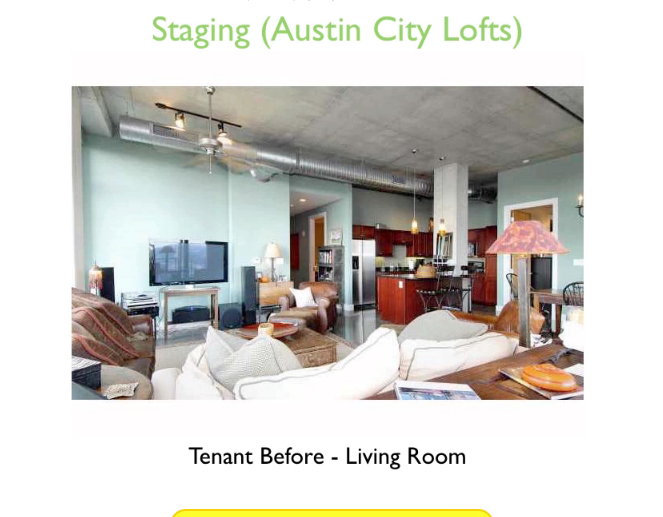 Staging (Austin City Lofts)
Tenant Before - Living Room